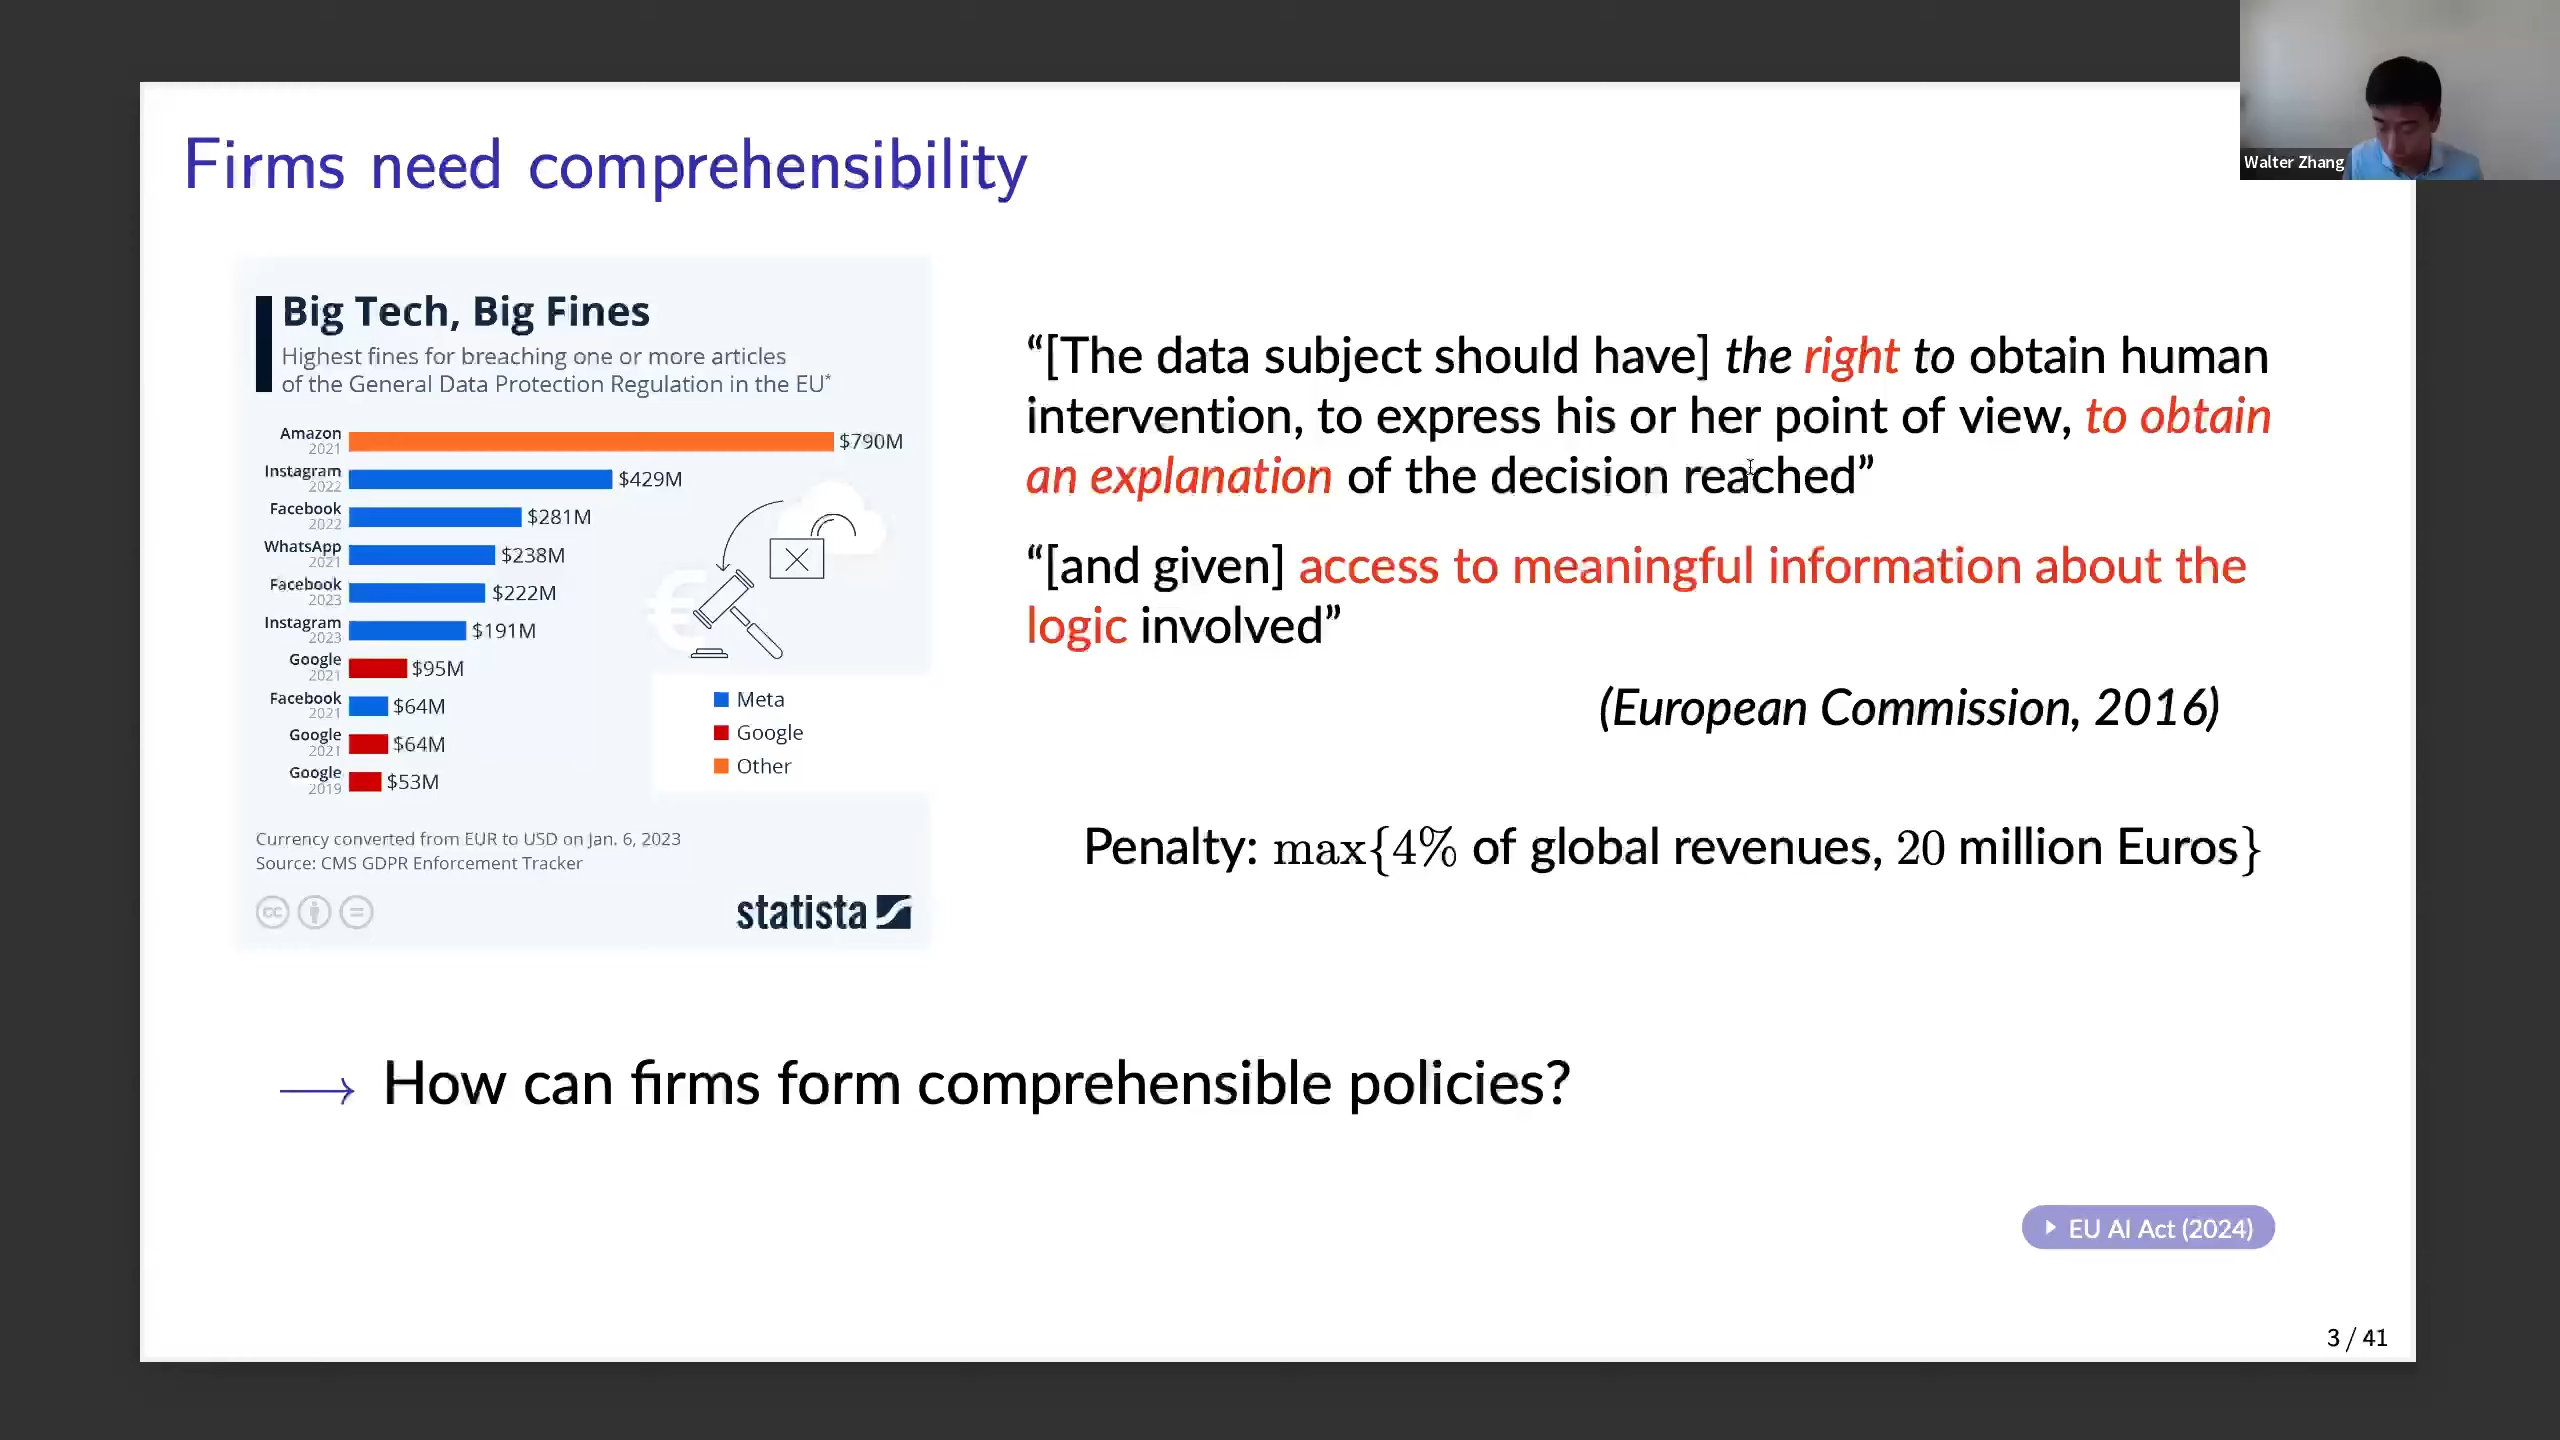 Walter Zhang
Firms need comprehensibility
Big Tech, Big Fines
Highest fines for breaching one or more articles
of the General Data Protection Regulation in the EU*
Amazon
2021
$790M
Instagram
2022
$429M
Facebook
2022
$281M
WhatsApp
2021
$238M
Facebook
2023
$222M
Instagram
2023
$191M
Google
2021
$95M
Facebook
2021
$64M
Google
2021
$64M
Google
2019
$53M
Meta
Google
Other
Currency converted from EUR to USD on Jan. 6, 2023
Source: CMS GDPR Enforcement Tracker
cc
statista
“[The data subject should have] the right to obtain human
intervention, to express his or her point of view, to obtain
an explanation of the decision reached”
“[and given] access to meaningful information about the
logic involved”
(European Commission, 2016)
Penalty: max{4% of global revenues, 20 million Euros}
→ How can firms form comprehensible policies?
EU AI Act (2024)
3 / 41